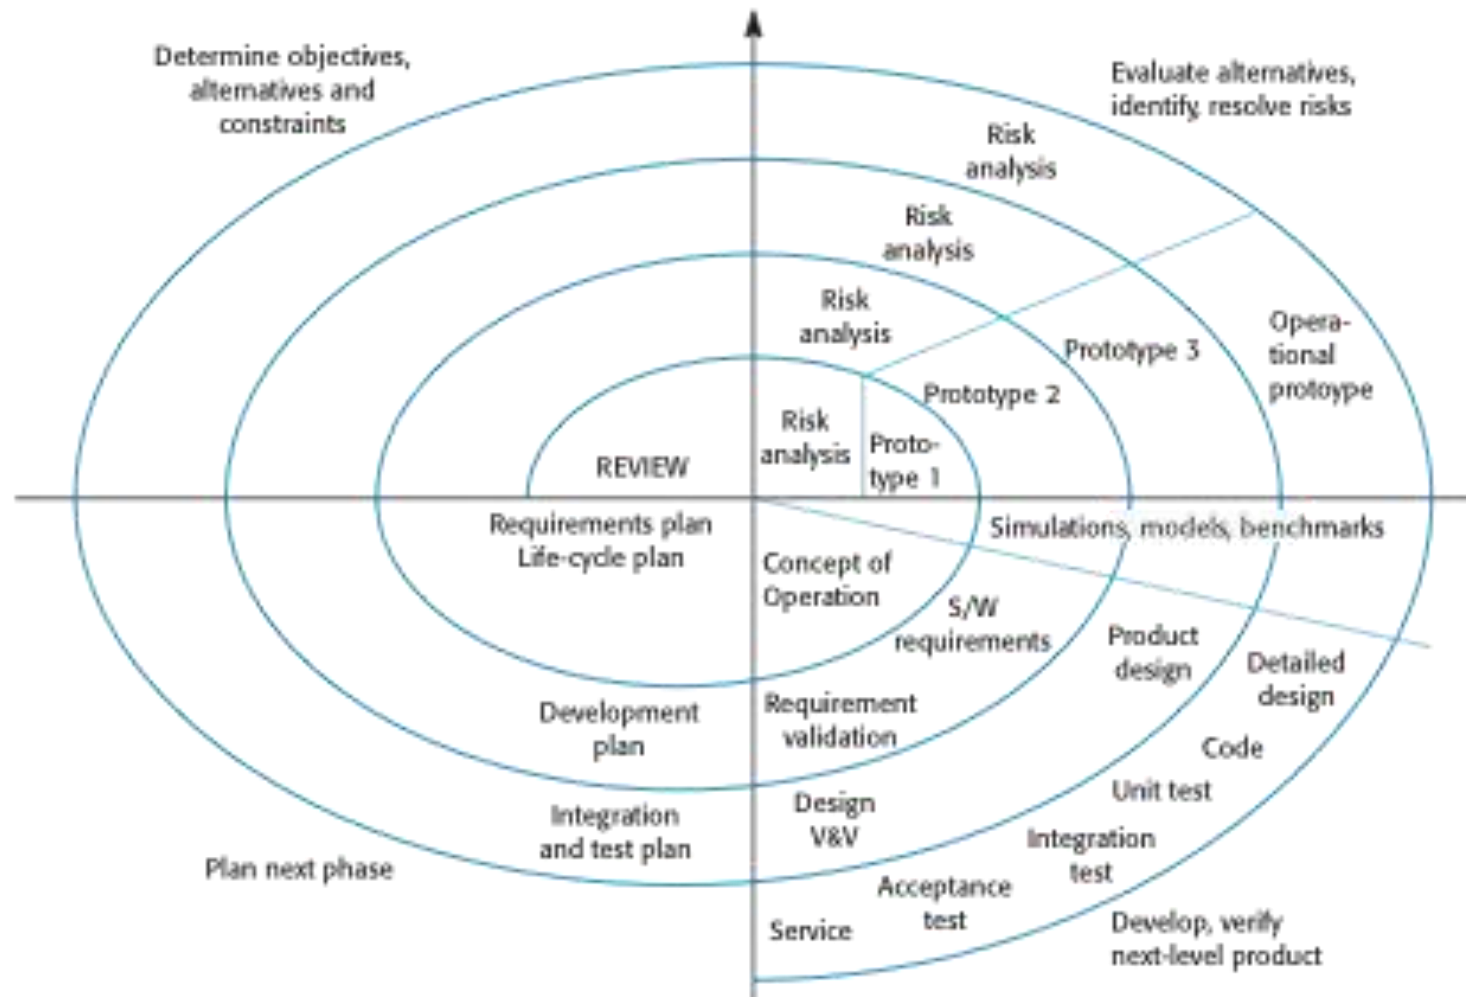 Determine objectives,
alternatives and
constraints
Evaluate alternatives,
identify, resolve risks
Risk
analysis
Risk
analysis
Risk
analysis
Risk
analysis
Proto-
type 1
Prototype 2
Prototype 3
Opera-
tional
protoype
REVIEW
Requirements plan
Life-cycle plan
Simulations, models, benchmarks
Concept of
Operation
S/W
requirements
Product
design
Detailed
design
Development
plan
Requirement
validation
Code
Unit test
Integration
and test plan
Design
V&V
Integration
test
Plan next phase
Acceptance
test
Service
Develop, verify
next-level product